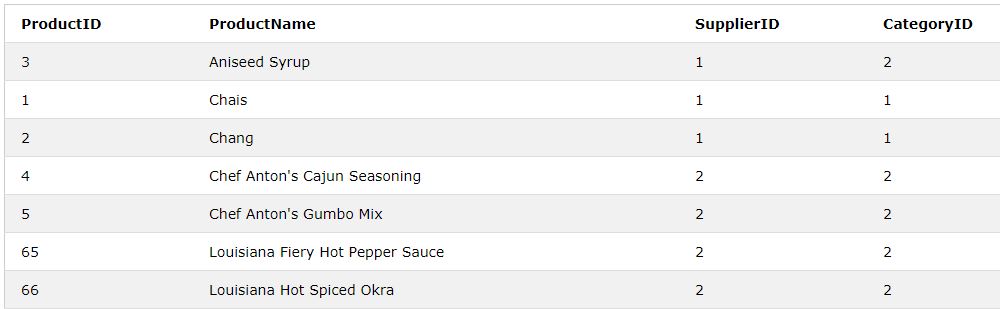 ProductID ProductName SupplierID CategoryID
3 Aniseed Syrup 1 2
1 Chais 1 1
2 Chang 1 1
4 Chef Anton's Cajun Seasoning 2 2
5 Chef Anton's Gumbo Mix 2 2
65 Louisiana Fiery Hot Pepper Sauce 2 2
66 Louisiana Hot Spiced Okra 2 2